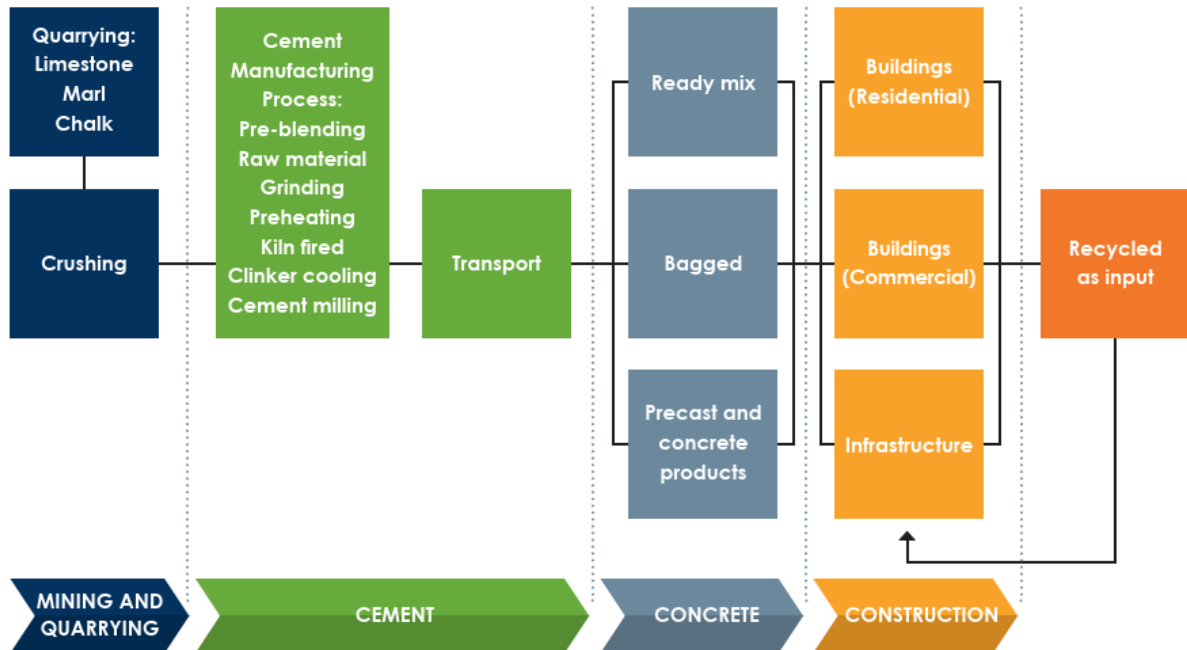 Quarrying:
Limestone
Marl
Chalk
Crushing
Cement
Manufacturing
Process:
Pre-blending
Raw material
Grinding
Preheating
Kiln fired
Clinker cooling
Cement milling
Transport
Ready mix
Bagged
Precast and
concrete
products
Buildings
(Residential)
Buildings
(Commercial)
Infrastructure
Recycled
as input
MINING AND
QUARRYING
CEMENT
CONCRETE
CONSTRUCTION